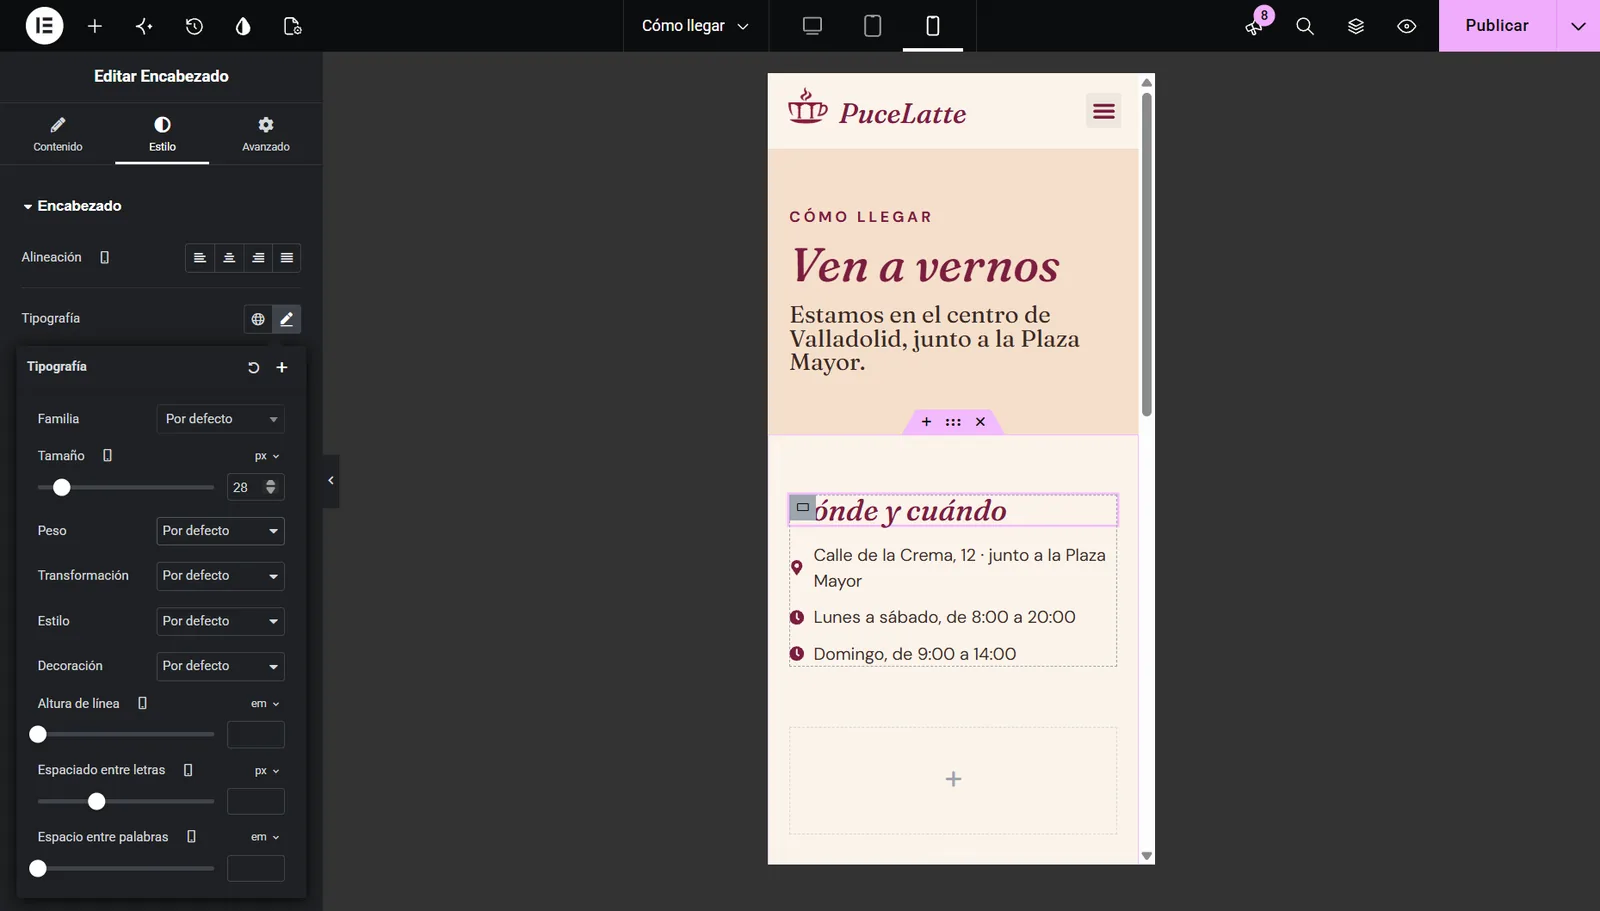 Cómo llegar
8
Publicar
Editar Encabezado
Contenido
Estilo
Avanzado
Encabezado
Alineación
Tipografía
Tipografía
Familia
Por defecto
Tamaño
px
28
Peso
Por defecto
Transformación
Por defecto
Estilo
Por defecto
Decoración
Por defecto
Altura de línea
em
Espaciado entre letras
px
Espacio entre palabras
em
PuceLatte
CÓMO LLEGAR
Ven a vernos
Estamos en el centro de
Valladolid, junto a la Plaza
Mayor.
ónde y cuándo
Calle de la Crema, 12 · junto a la Plaza
Mayor
Lunes a sábado, de 8:00 a 20:00
Domingo, de 9:00 a 14:00